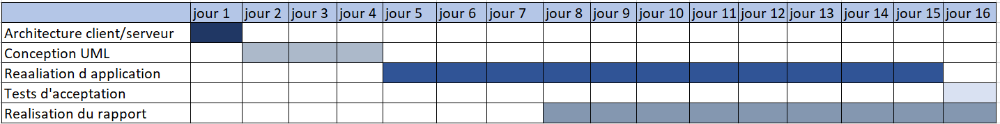 jour 1 jour 2 jour 3 jour 4 jour 5 jour 6 jour 7 jour 8 jour 9 jour 10 jour 11 jour 12 jour 13 jour 14 jour 15 jour 16
Architecture client/serveur
Conception UML
Reaaliation d application
Tests d'acceptation
Realisation du rapport